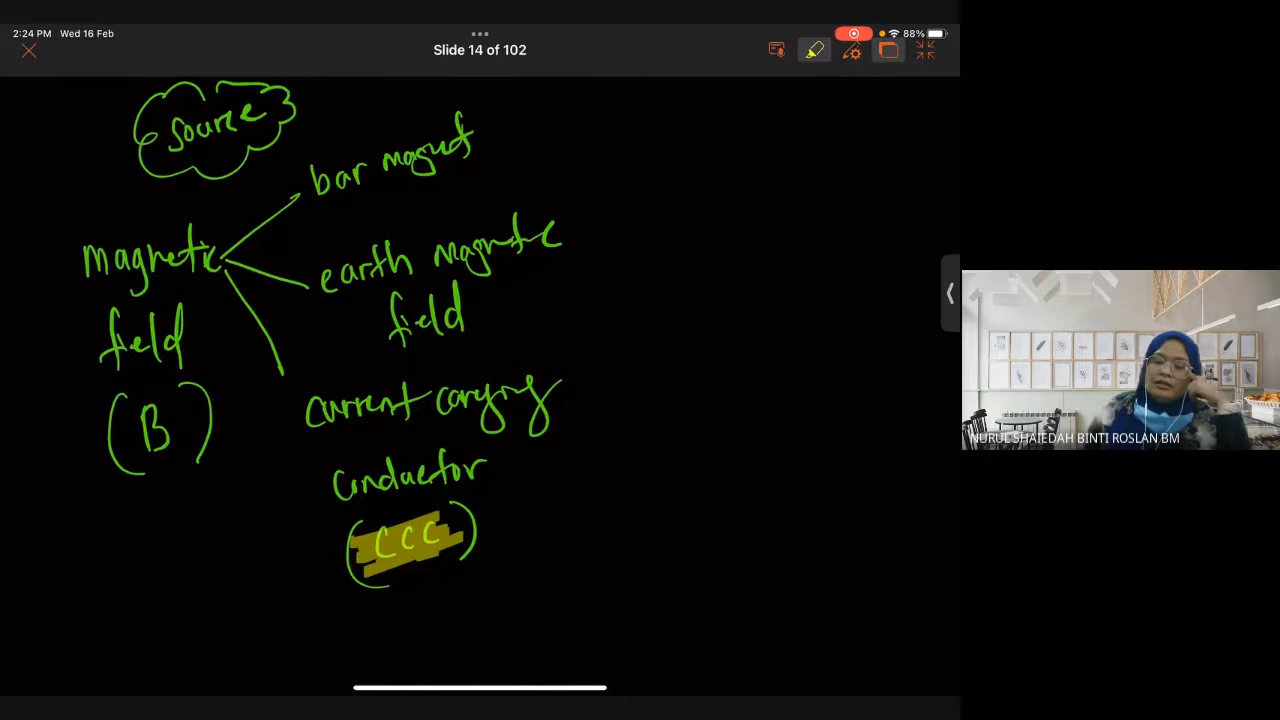 2:24 PM Wed 16 Feb
88%
Slide 14 of 102
source
bar magnet
magnetic
field
(B)
earth magnetic
field
current carying
conductor
(CCC)
NURUL SHAIEDAH BINTI ROSLAN BM